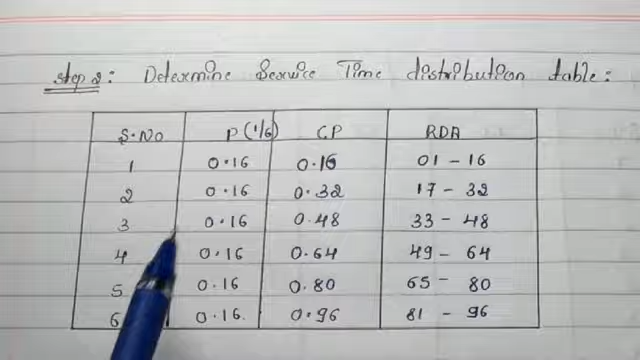 Step 2: Determine Service Time distribution table:
S.No P(1/6) CP RDA
1 0.16 0.16 01 - 16
2 0.16 0.32 17 - 32
3 0.16 0.48 33 - 48
4 0.16 0.64 49 - 64
5 0.16 0.80 65 - 80
6 0.16 0.96 81 - 96